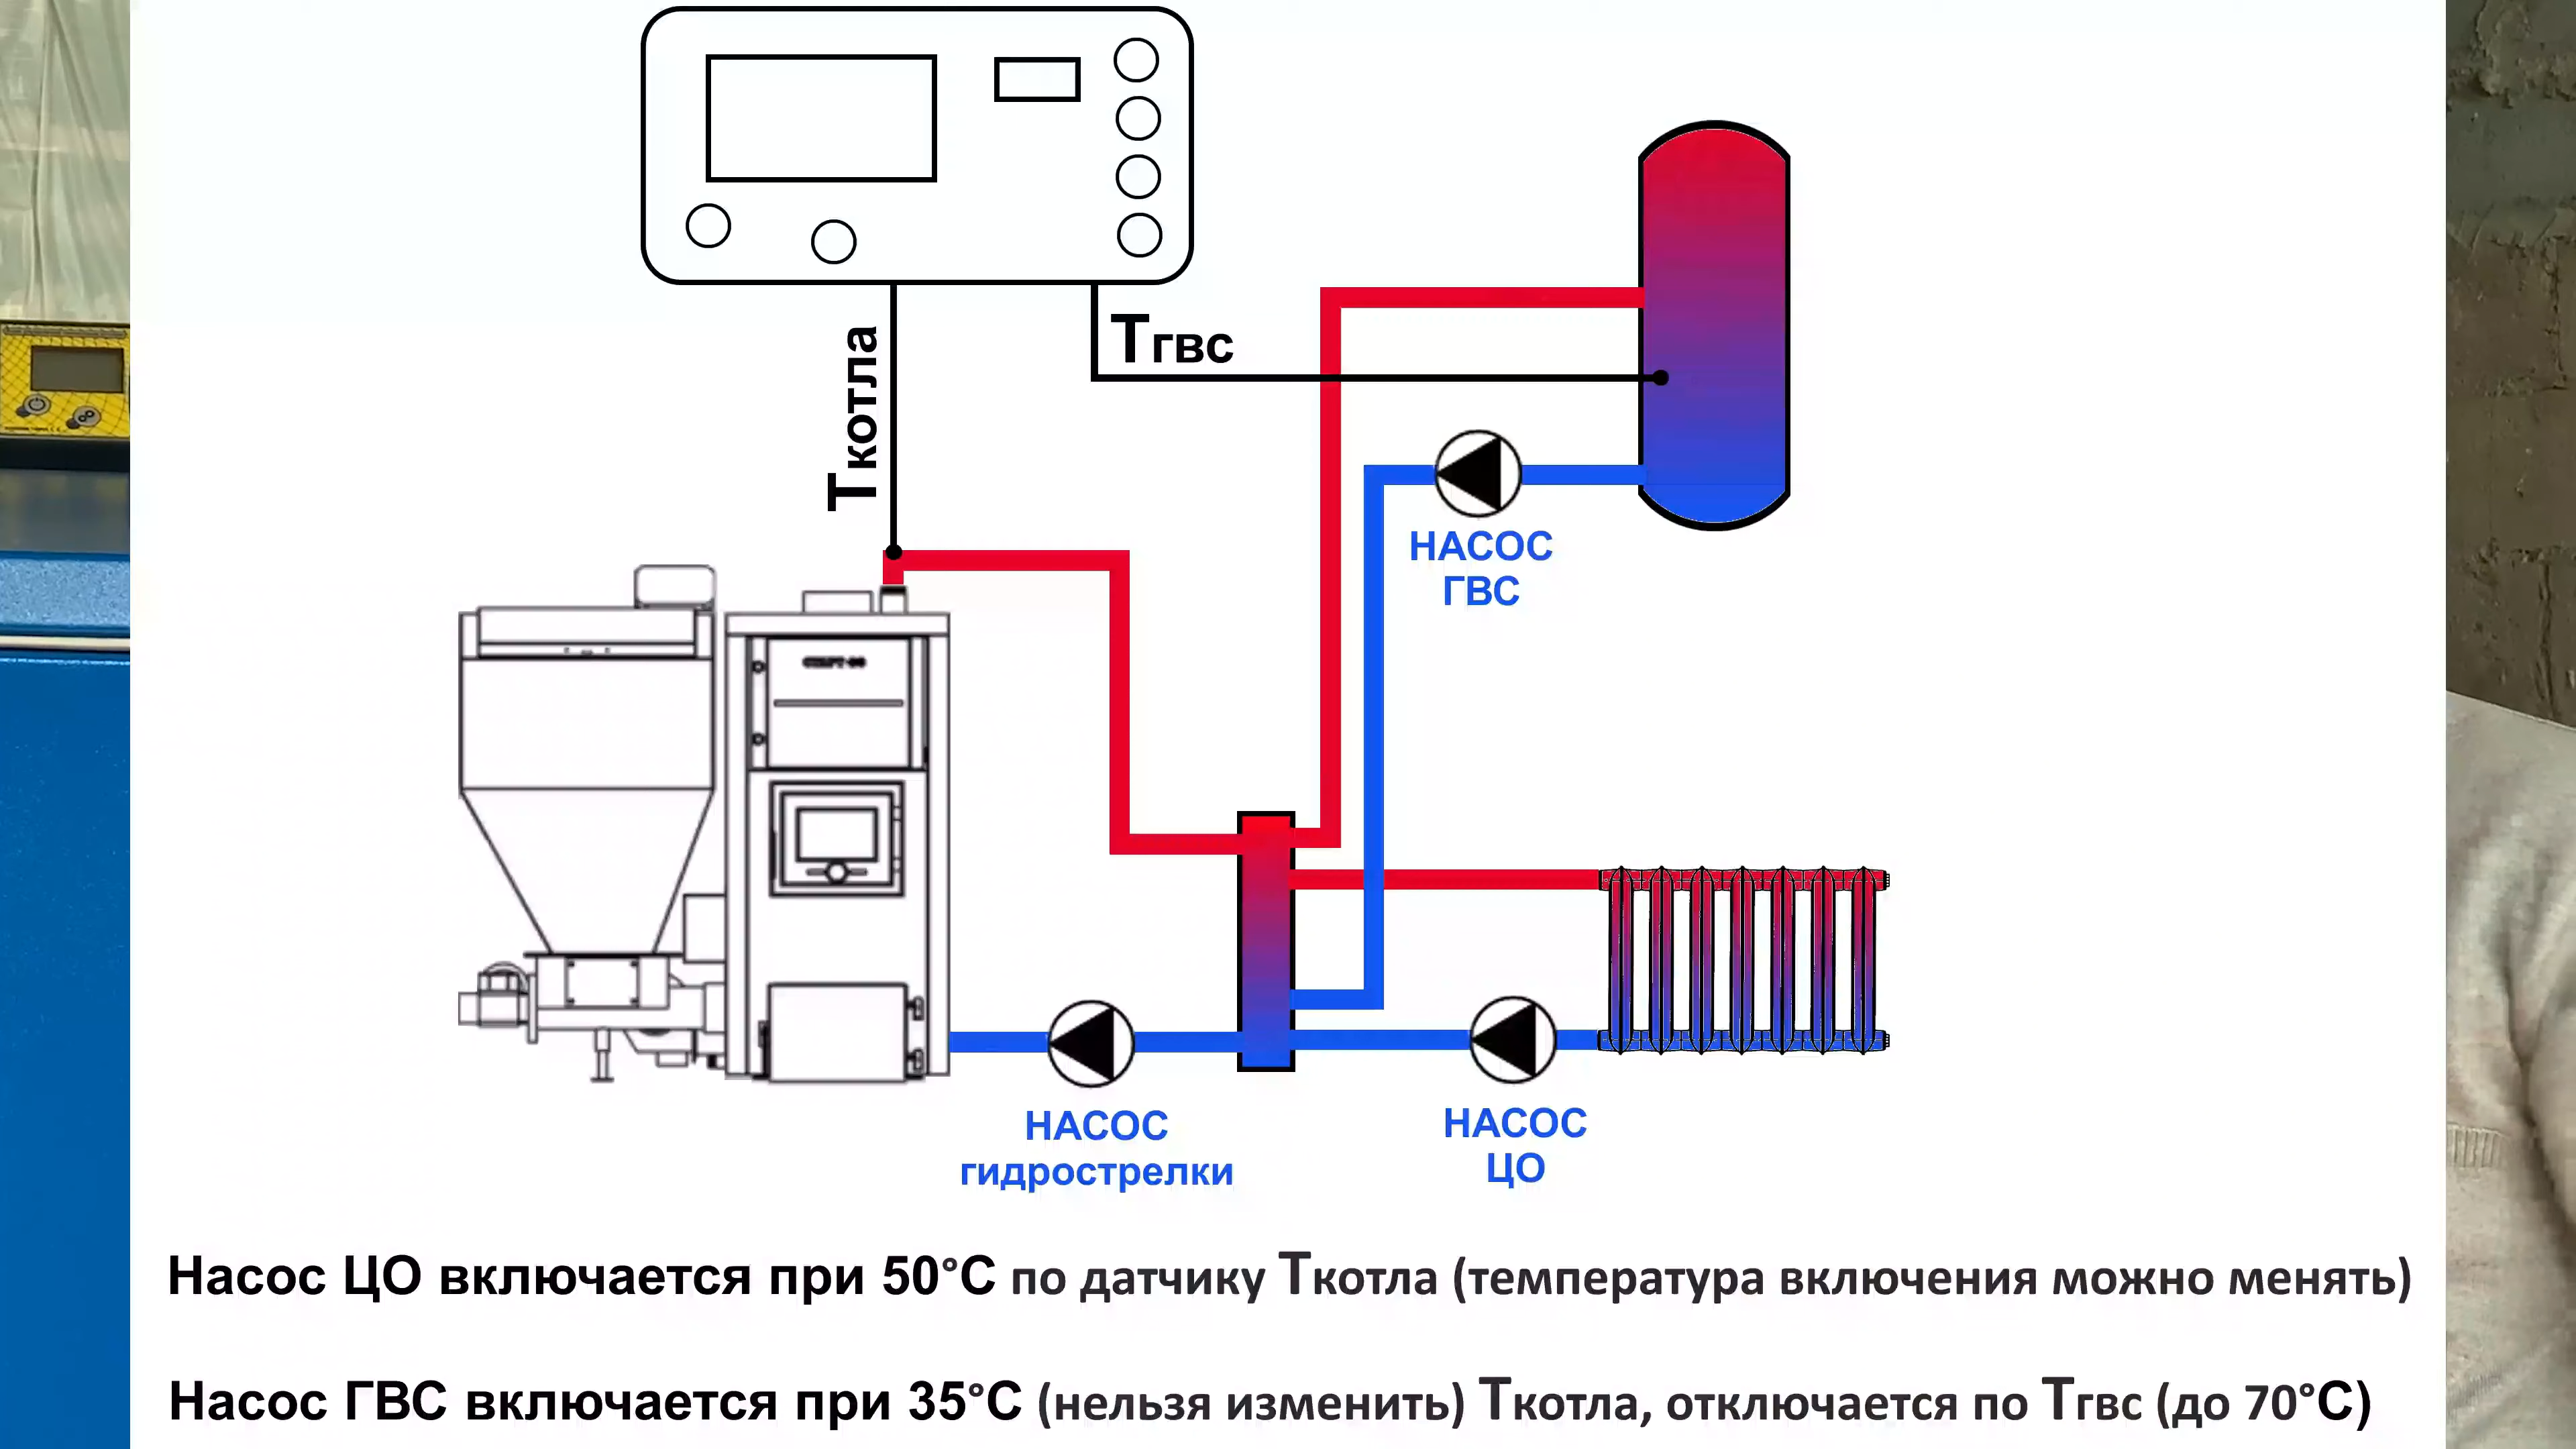 Tгвс
Ткотла
НАСОС
ГВС
НАСОС
гидрострелки
НАСОС
ЦО
Насос ЦО включается при 50°С по датчику Ткотла (температура включения можно менять)
Насос ГВС включается при 35°С (нельзя изменить) Ткотла, отключается по Тгвс (до 70°С)